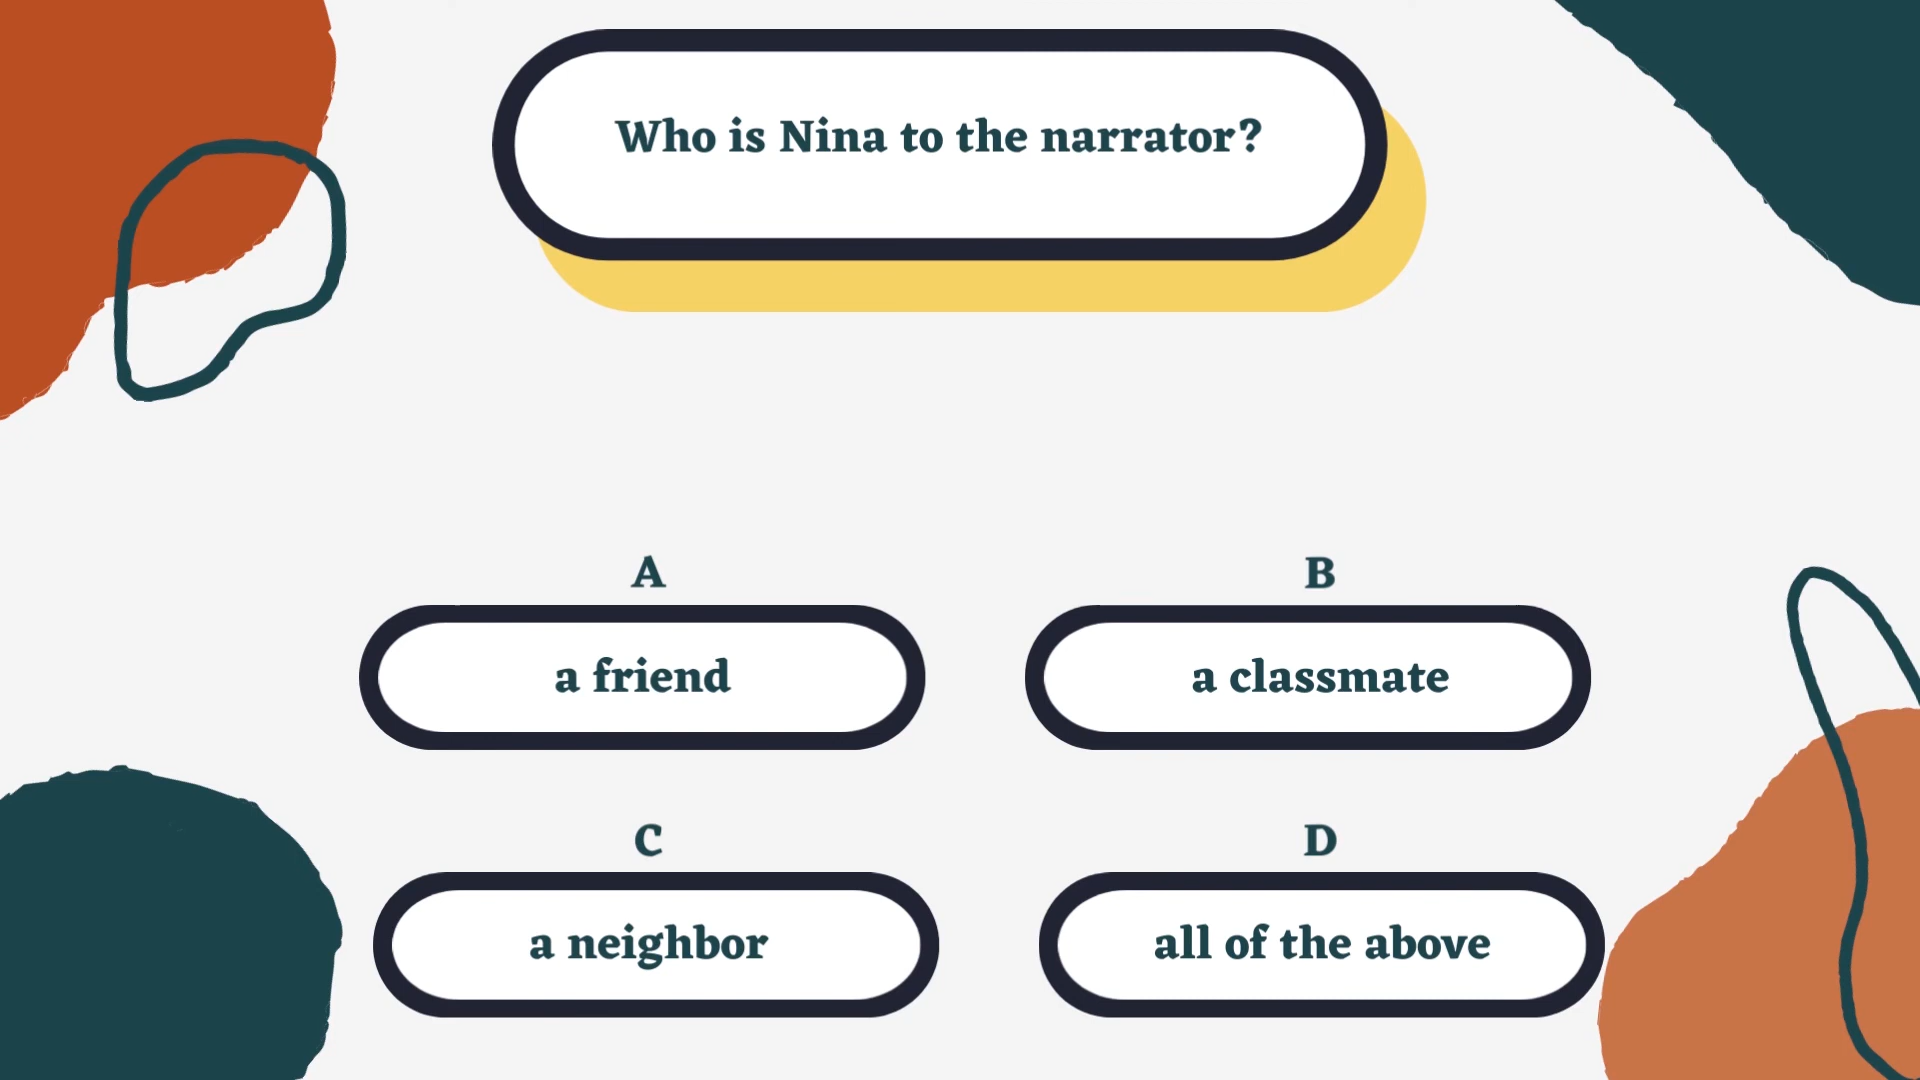 Who is Nina to the narrator?
A
B
a friend
a classmate
C
D
a neighbor
all of the above